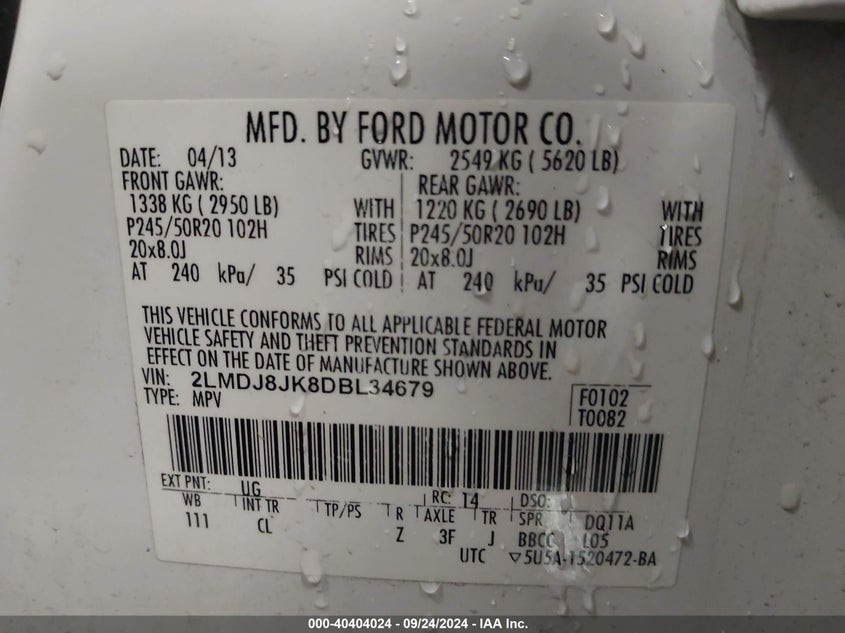 MFD. BY FORD MOTOR CO.
DATE: 04/13 GVWR: 2549 KG ( 5620 LB)
FRONT GAWR: REAR GAWR:
1338 KG ( 2950 LB) WITH 1220 KG ( 2690 LB) WITH
P245/50R20 102H TIRES P245/50R20 102H TIRES
20x8.0J RIMS 20x8.0J RIMS
AT 240 kPa/ 35 PSI COLD AT 240 kPa/ 35 PSI COLD
THIS VEHICLE CONFORMS TO ALL APPLICABLE FEDERAL MOTOR
VEHICLE SAFETY AND THEFT PREVENTION STANDARDS IN
EFFECT ON THE DATE OF MANUFACTURE SHOWN ABOVE.
VIN: 2LMDJ8JK8DBL34679 F0102
TYPE: MPV T0082
EXT PNT: UG RC: 14 DSO:
WB INT TR TP/PS R AXLE TR SPR DQ11A
111 CL Z 3F J BBCC L05
UTC ▽5U5A-1520472-BA
000-40404024 - 09/24/2024 - IAA Inc.